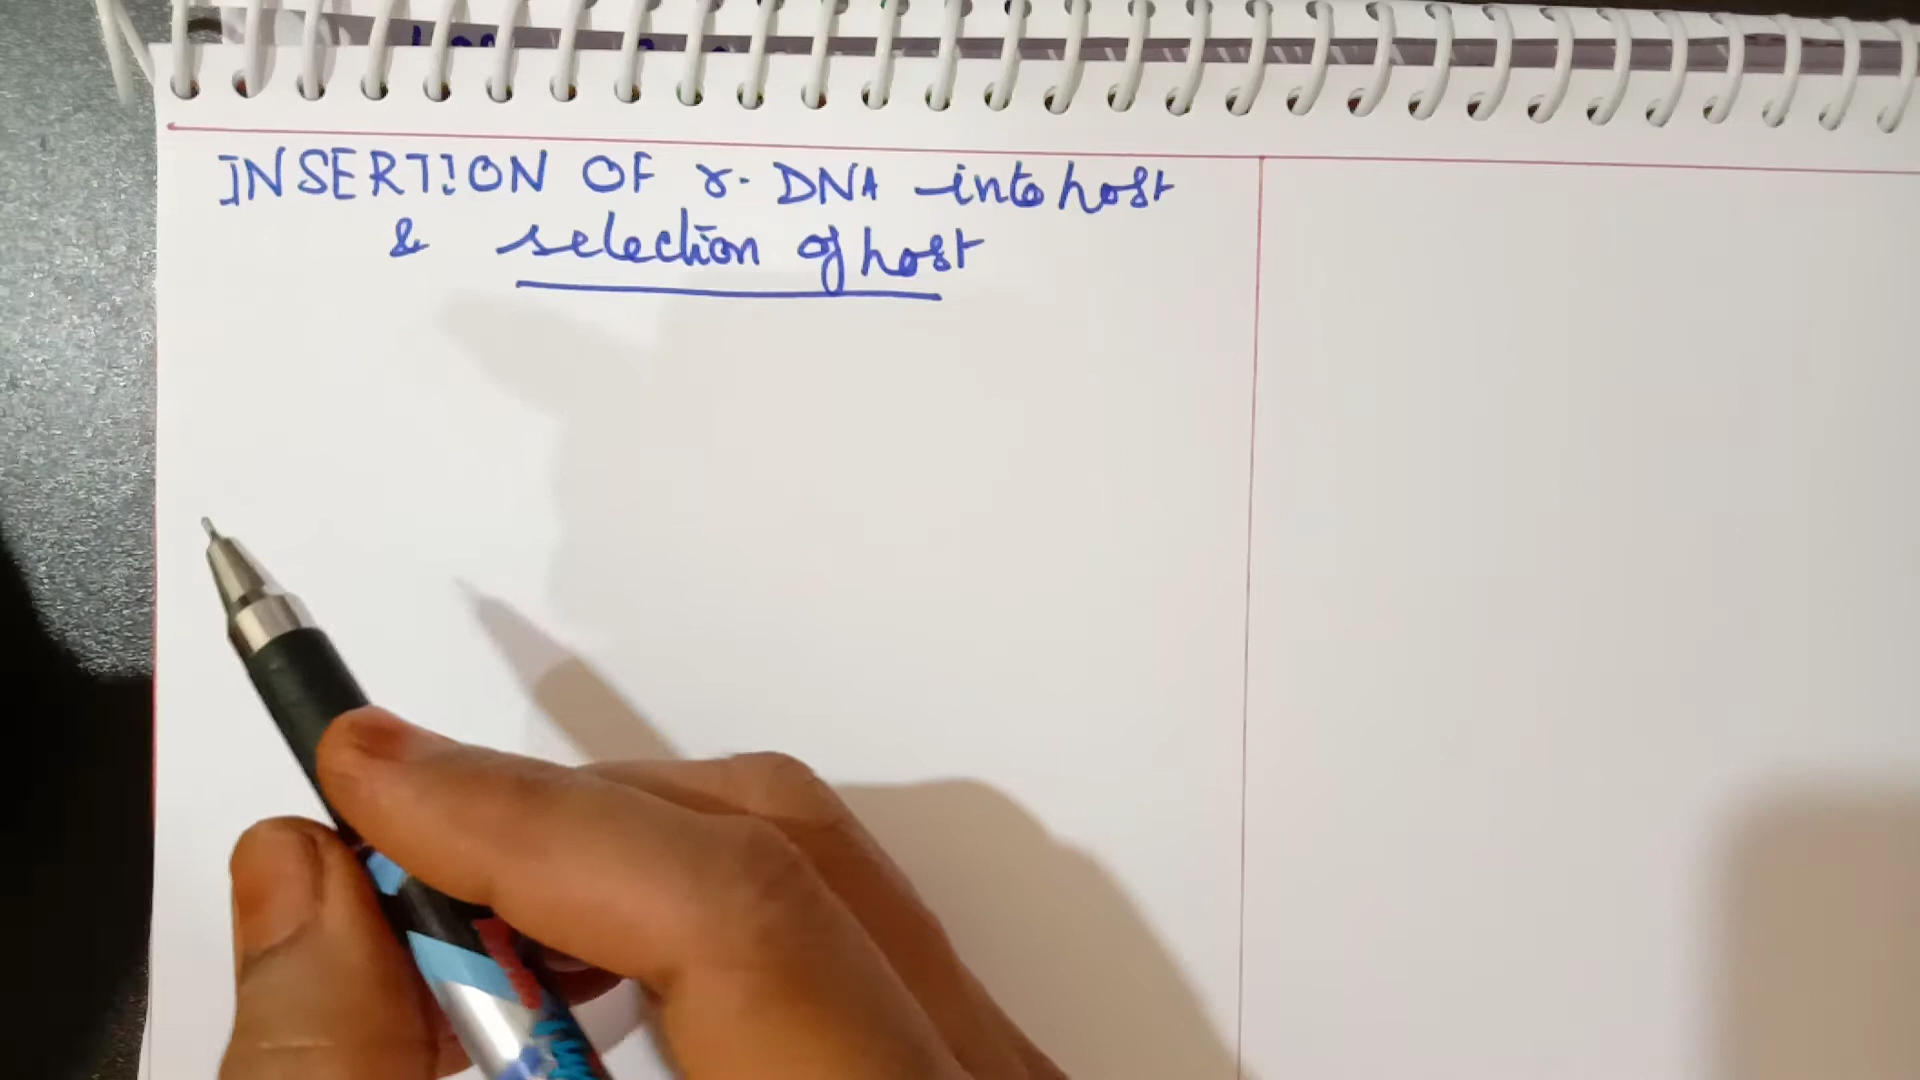 INSERTION OF r. DNA into host
& selection of host